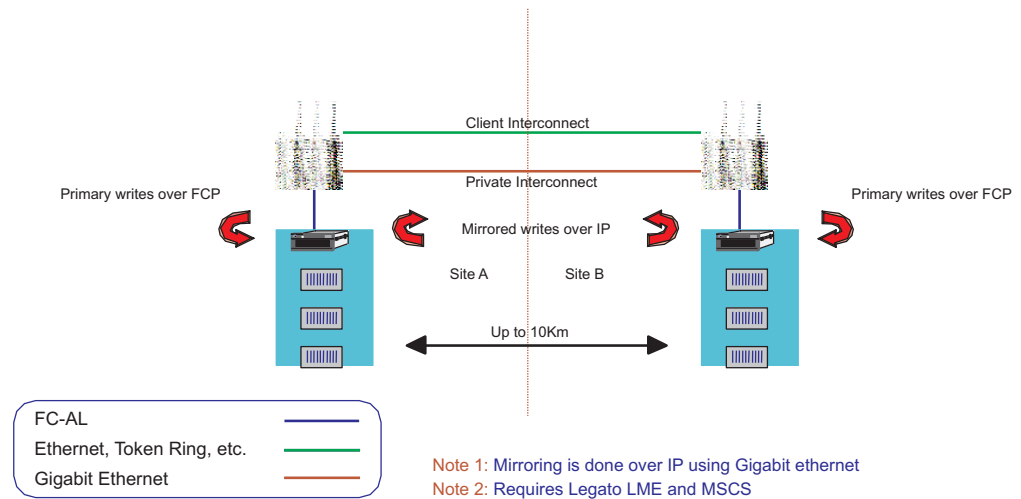 Client Interconnect
Private Interconnect
Primary writes over FCP
Primary writes over FCP
Mirrored writes over IP
Site A
Site B
Up to 10Km
FC-AL
Ethernet, Token Ring, etc.
Gigabit Ethernet
Note 1: Mirroring is done over IP using Gigabit ethernet
Note 2: Requires Legato LME and MSCS